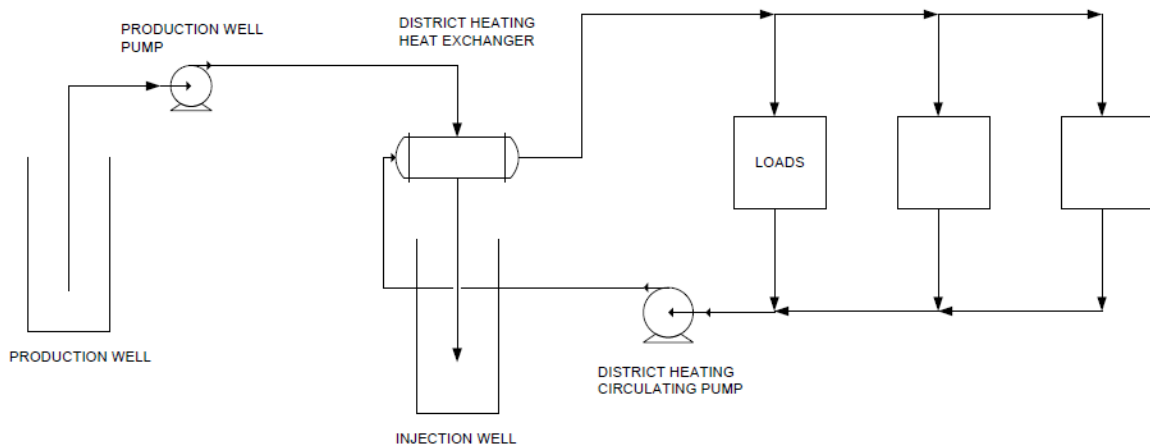 PRODUCTION WELL
PUMP
DISTRICT HEATING
HEAT EXCHANGER
LOADS
PRODUCTION WELL
DISTRICT HEATING
CIRCULATING PUMP
INJECTION WELL